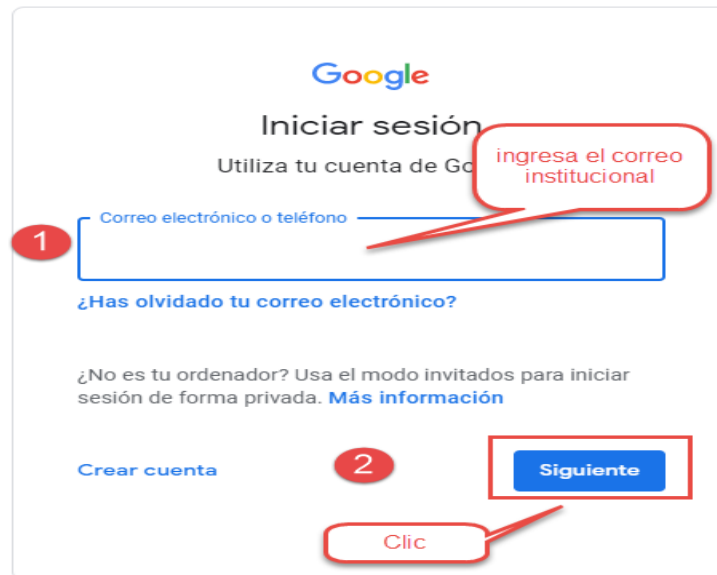 Google
Iniciar sesión
Utiliza tu cuenta de Go
ingresa el correo
institucional
Correo electrónico o teléfono
1
¿Has olvidado tu correo electrónico?
¿No es tu ordenador? Usa el modo invitados para iniciar
sesión de forma privada. Más información
Crear cuenta
2
Siguiente
Clic